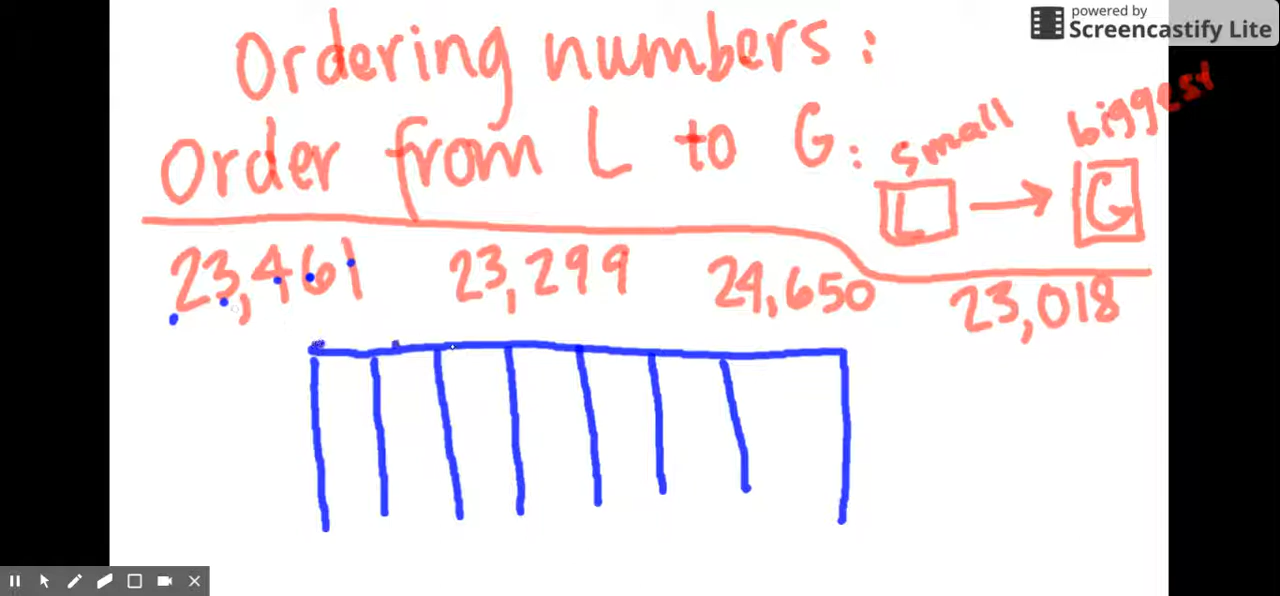 powered by
Screencastify Lite
Ordering numbers:
Order from L to G:
small
biggest
L → G
23,461 23,299 24,650 23,018